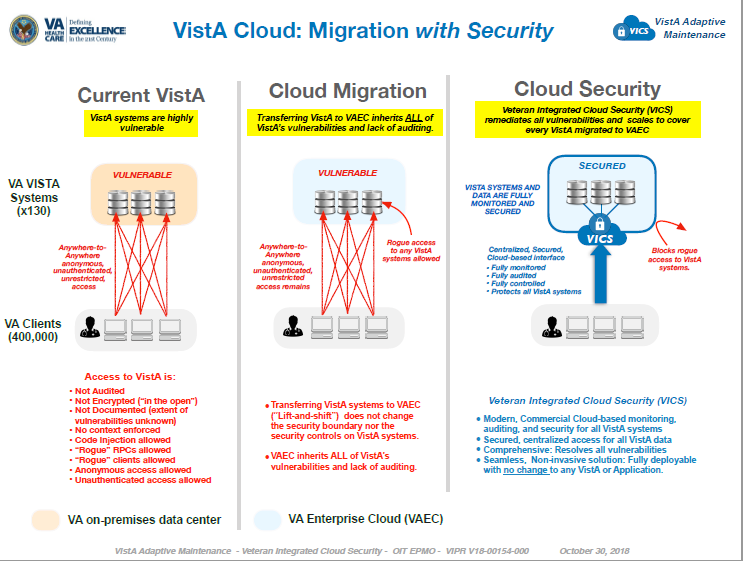 VA
HEALTH
CARE
Defining
EXCELLENCE
in the 21st Century
VistA Cloud: Migration with Security
VICS
VistA Adaptive
Maintenance
Current VistA
VistA systems are highly
vulnerable
VA VISTA
Systems
(x130)
VULNERABLE
Anywhere-to-
Anywhere
anonymous,
unauthenticated,
unrestricted,
access
VA Clients
(400,000)
Access to VistA is:
• Not Audited
• Not Encrypted ("in the open")
• Not Documented (extent of
vulnerabilities unknown)
• No context enforced
• Code Injection allowed
• "Rogue" RPCs allowed
• "Rogue" clients allowed
• Anonymous access allowed
• Unauthenticated access allowed
Cloud Migration
Transferring VistA to VAEC inherits ALL of
VistA's vulnerabilities and lack of auditing.
VULNERABLE
Rogue access
to any VistA
systems allowed
Anywhere-to-
Anywhere
anonymous,
unauthenticated,
unrestricted
access remains
• Transferring VistA systems to VAEC
("Lift-and-shift") does not change
the security boundary nor the
security controls on VistA systems.
• VAEC inherits ALL of VistA's
vulnerabilities and lack of auditing.
Cloud Security
Veteran Integrated Cloud Security (VICS)
remediates all vulnerabilities and scales to cover
every VistA migrated to VAEC
SECURED
VISTA SYSTEMS AND
DATA ARE FULLY
MONITORED AND
SECURED
VICS
Centralized, Secured,
Cloud-based interface
• Fully monitored
• Fully audited
• Fully controlled
• Protects all VistA systems
Blocks rogue
access to VistA
systems.
Veteran Integrated Cloud Security (VICS)
• Modern, Commercial Cloud-based monitoring,
auditing, and security for all VistA systems
• Secured, centralized access for all VistA data
• Comprehensive: Resolves all vulnerabilities
• Seamless, Non-invasive solution: Fully deployable
with no change to any VistA or Application.
VA on-premises data center
VA Enterprise Cloud (VAEC)
VistA Adaptive Maintenance - Veteran Integrated Cloud Security - OIT EPMO - VIPR V18-00154-000 October 30, 2018